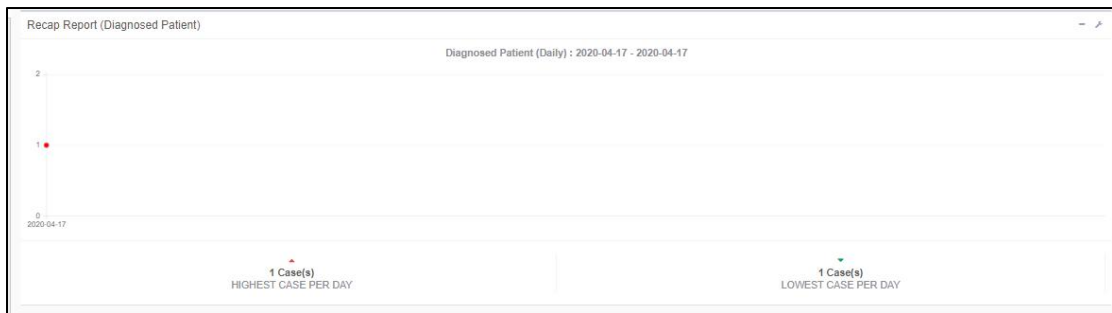 Recap Report (Diagnosed Patient)
Diagnosed Patient (Daily) : 2020-04-17 - 2020-04-17
2
1
0
2020-04-17
1 Case(s)
HIGHEST CASE PER DAY
1 Case(s)
LOWEST CASE PER DAY